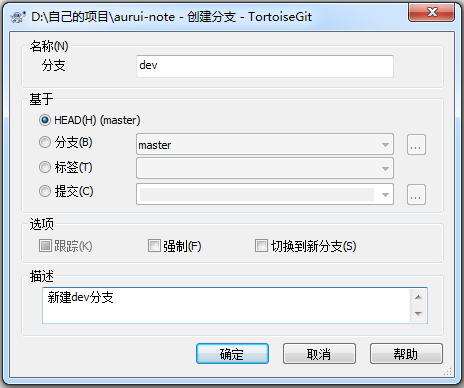 D:\自己的项目\aurui-note - 创建分支 - TortoiseGit
名称(N)
分支 dev
基于
HEAD(H) (master)
分支(B) master ...
标签(T)
提交(C) ...
选项
跟踪(K) 强制(F) 切换到新分支(S)
描述
新建dev分支
确定 取消 帮助